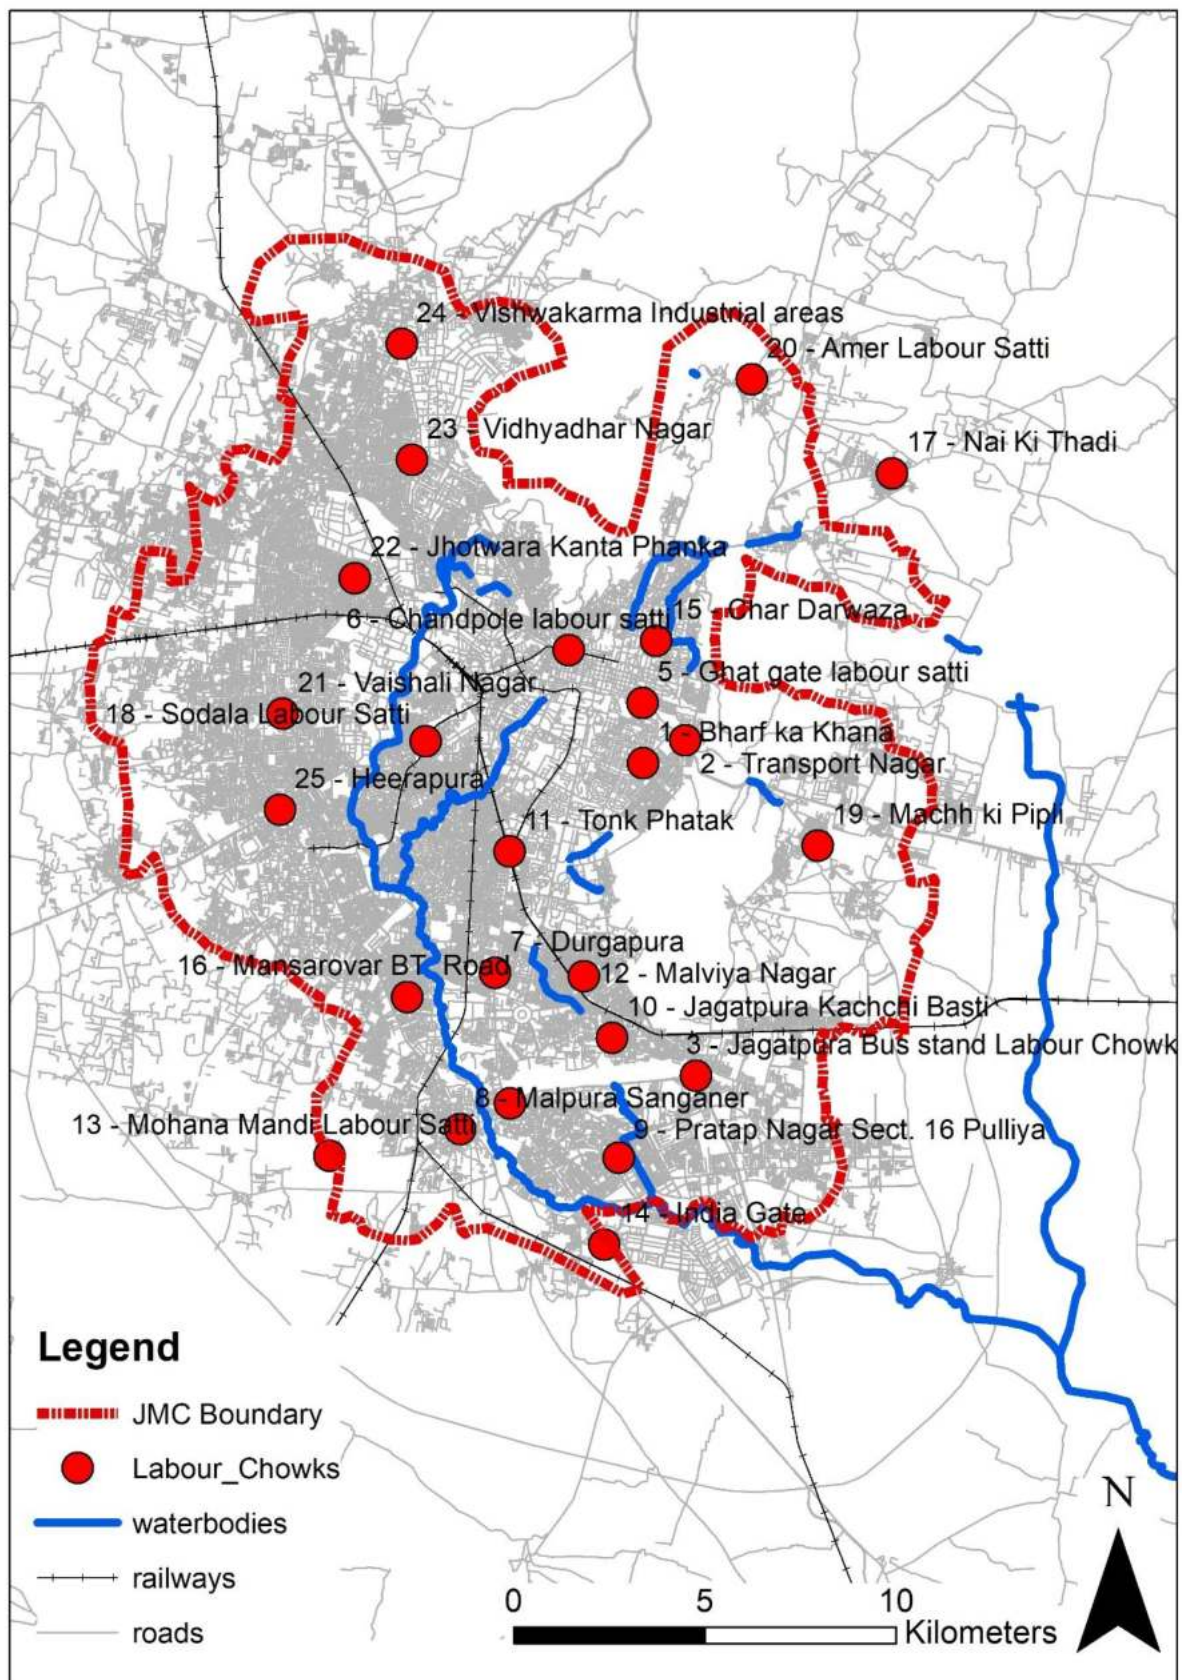 24 - Vishwakarma Industrial areas
20 - Amer Labour Satti
23 - Vidhyadhar Nagar
17 - Nai Ki Thadi
22 - Jhotwara Kanta Phanka
6 - Chandpole labour satti
15 - Char Darwaza
5 - Ghat gate labour satti
21 - Vaishali Nagar
18 - Sodala Labour Satti
1 - Bharf ka Khana
2 - Transport Nagar
25 - Heerapura
11 - Tonk Phatak
19 - Machh ki Pipli
7 - Durgapura
16 - Mansarovar BT Road
12 - Malviya Nagar
10 - Jagatpura Kachchi Basti
3 - Jagatpura Bus stand Labour Chowk
8 - Malpura Sanganer
13 - Mohana Mandi Labour Satti
9 - Pratap Nagar Sect. 16 Pulliya
14 - India Gate
Legend
JMC Boundary
Labour_Chowks
waterbodies
railways
roads
N
0 5 10
Kilometers